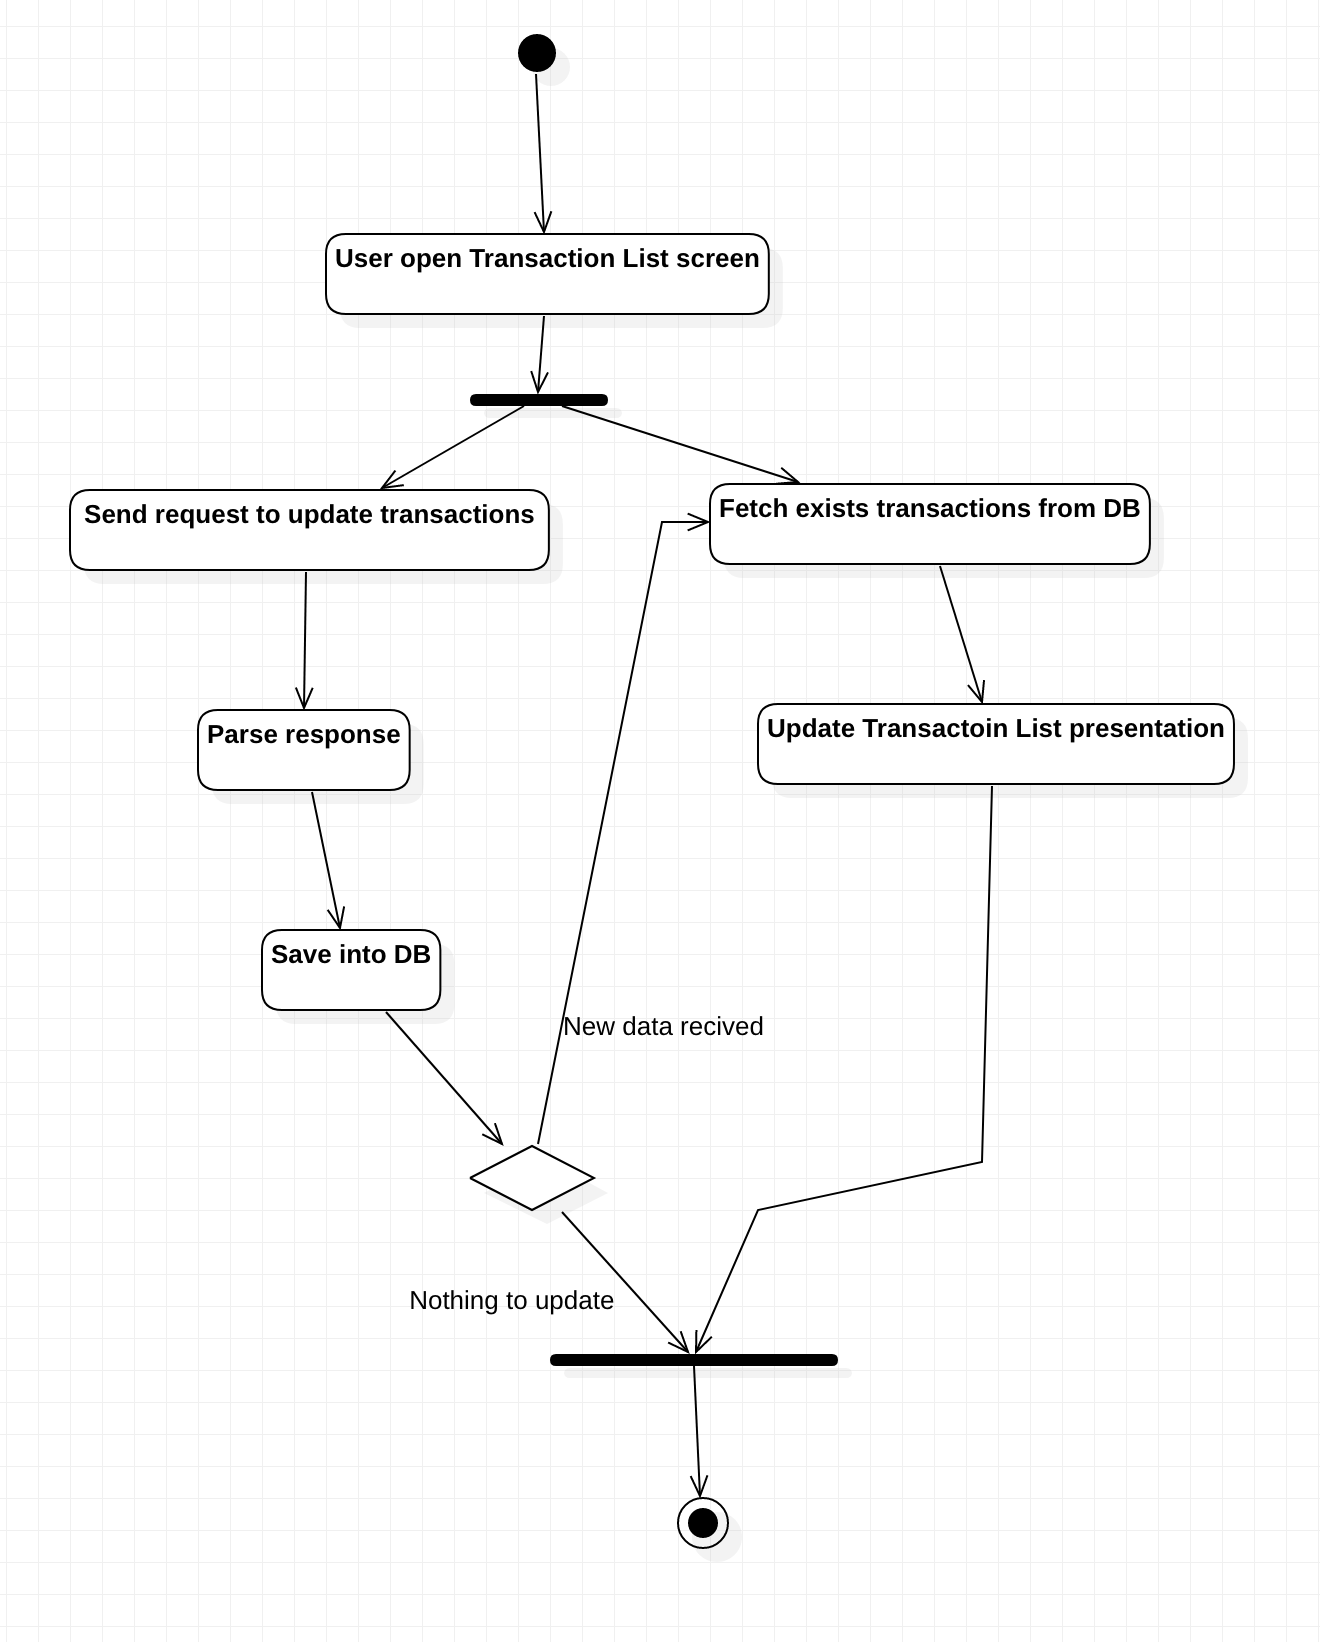 User open Transaction List screen
Send request to update transactions
Fetch exists transactions from DB
Parse response
Update Transactoin List presentation
Save into DB
New data recived
Nothing to update